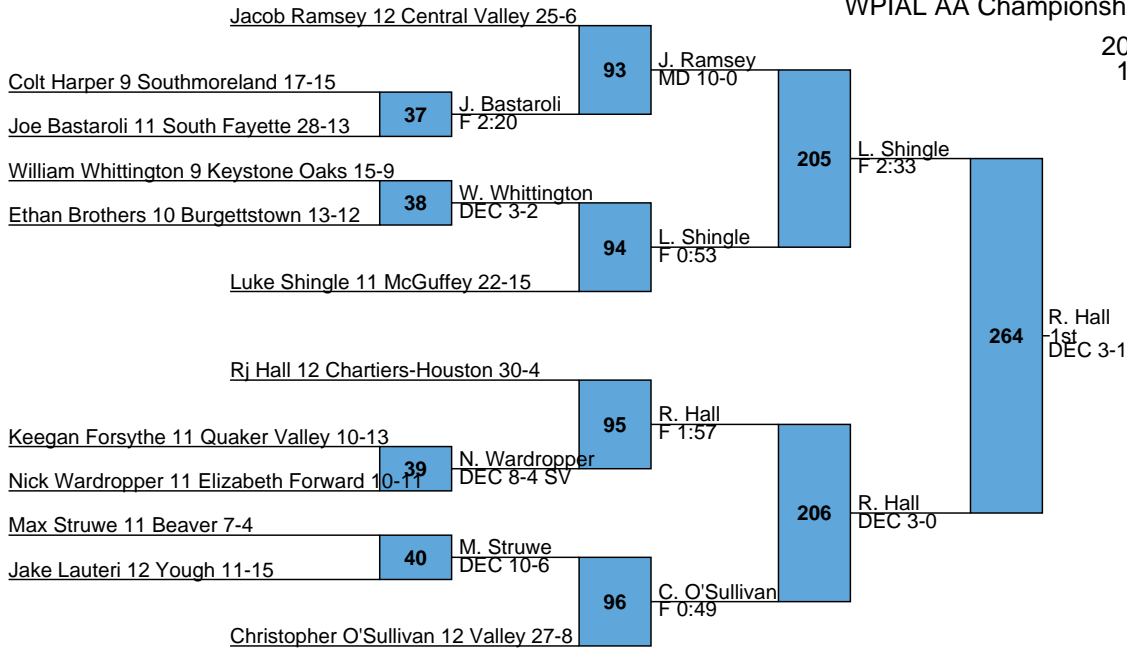 WPIAL AA Championsh
20
1
Jacob Ramsey 12 Central Valley 25-6
93
J. Ramsey
MD 10-0
Colt Harper 9 Southmoreland 17-15
37
J. Bastaroli
F 2:20
Joe Bastaroli 11 South Fayette 28-13
205
L. Shingle
F 2:33
William Whittington 9 Keystone Oaks 15-9
38
W. Whittington
DEC 3-2
Ethan Brothers 10 Burgettstown 13-12
94
L. Shingle
F 0:53
Luke Shingle 11 McGuffey 22-15
264
R. Hall
1st
DEC 3-1
Rj Hall 12 Chartiers-Houston 30-4
95
R. Hall
F 1:57
Keegan Forsythe 11 Quaker Valley 10-13
39
N. Wardropper
DEC 8-4 SV
Nick Wardropper 11 Elizabeth Forward 10-11
206
R. Hall
DEC 3-0
Max Struwe 11 Beaver 7-4
40
M. Struwe
DEC 10-6
Jake Lauteri 12 Yough 11-15
96
C. O'Sullivan
F 0:49
Christopher O'Sullivan 12 Valley 27-8